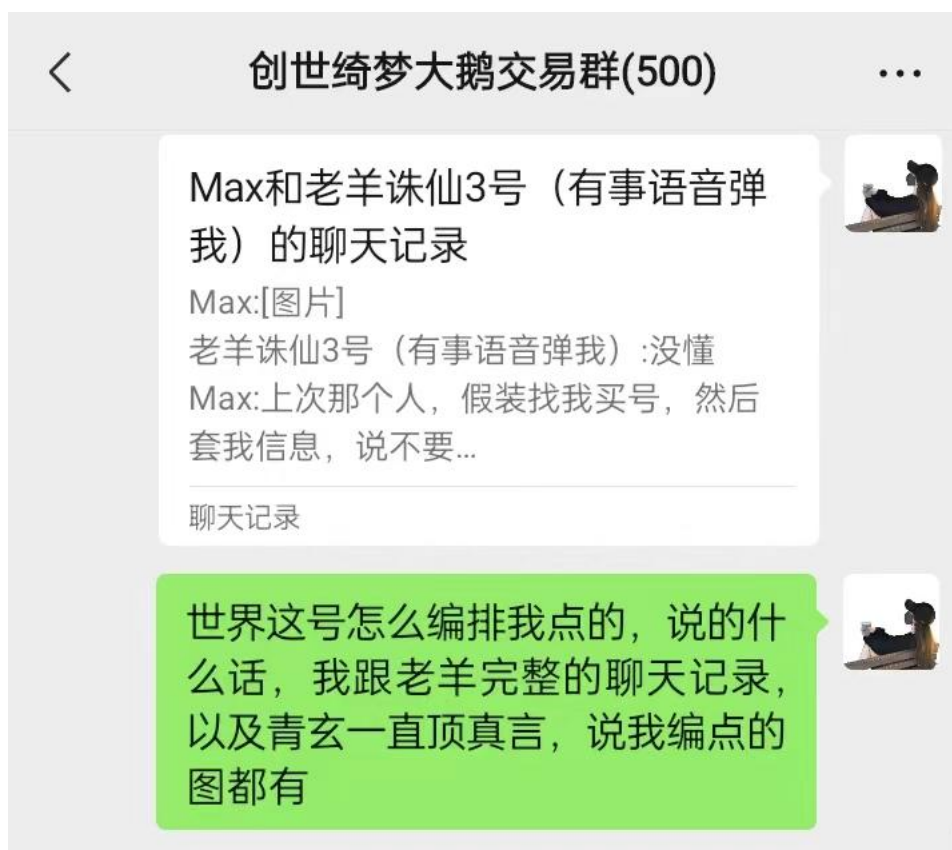 创世绮梦大鹅交易群(500)
Max和老羊诛仙3号（有事语音弹
我）的聊天记录
Max:[图片]
老羊诛仙3号（有事语音弹我）:没懂
Max:上次那个人，假装找我买号，然后
套我信息，说不要...
聊天记录
世界这号怎么编排我点的，说的什
么话，我跟老羊完整的聊天记录，
以及青玄一直顶真言，说我编点的
图都有